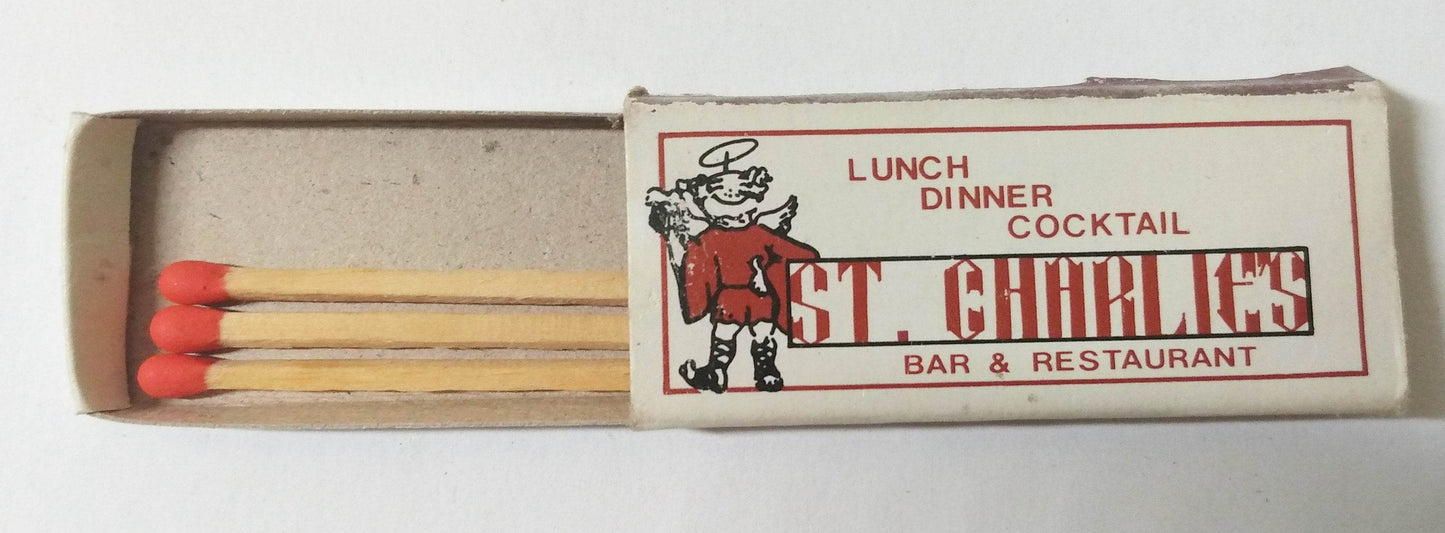 LUNCH
DINNER
COCKTAIL
ST. CHARLIE'S
BAR & RESTAURANT